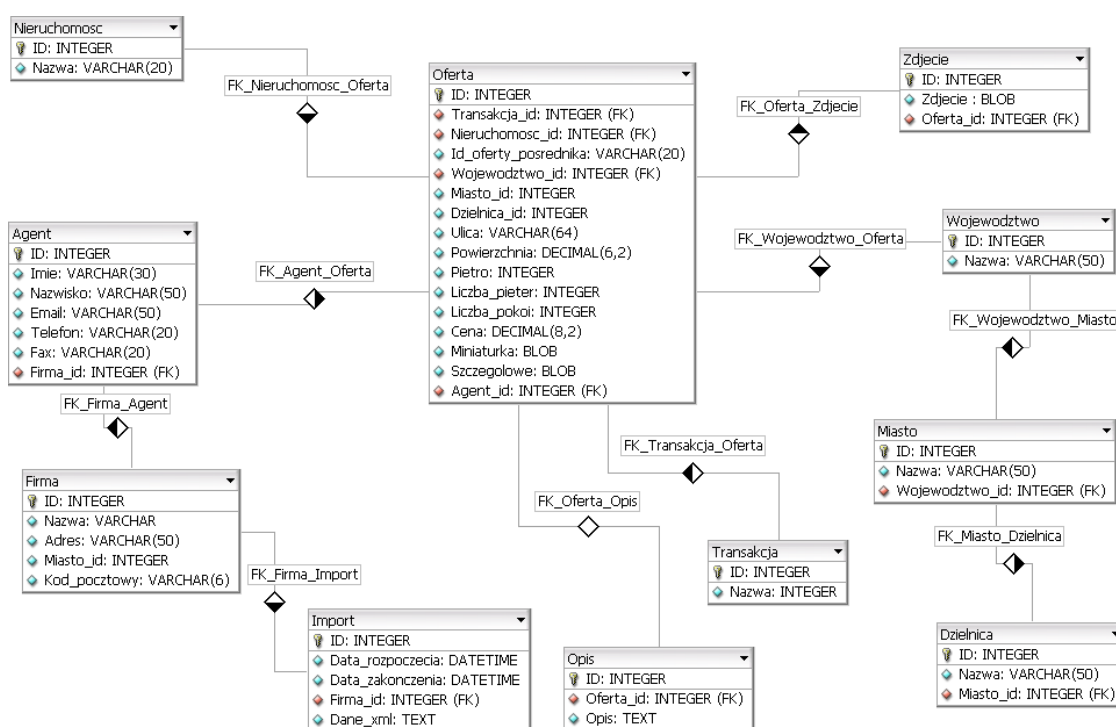 Nieruchomosc
ID: INTEGER
Nazwa: VARCHAR(20)
FK_Nieruchomosc_Oferta
Oferta
ID: INTEGER
Transakcja_id: INTEGER (FK)
Nieruchomosc_id: INTEGER (FK)
Id_oferty_posrednika: VARCHAR(20)
Wojewodztwo_id: INTEGER (FK)
Miasto_id: INTEGER
Dzielnica_id: INTEGER
Ulica: VARCHAR(64)
Powierzchnia: DECIMAL(6,2)
Pietro: INTEGER
Liczba_pieter: INTEGER
Liczba_pokoi: INTEGER
Cena: DECIMAL(8,2)
Miniaturka: BLOB
Szczegolowe: BLOB
Agent_id: INTEGER (FK)
FK_Oferta_Zdjecie
Zdjecie
ID: INTEGER
Zdjecie : BLOB
Oferta_id: INTEGER (FK)
Agent
ID: INTEGER
Imie: VARCHAR(30)
Nazwisko: VARCHAR(50)
Email: VARCHAR(50)
Telefon: VARCHAR(20)
Fax: VARCHAR(20)
Firma_id: INTEGER (FK)
FK_Agent_Oferta
FK_Wojewodztwo_Oferta
Wojewodztwo
ID: INTEGER
Nazwa: VARCHAR(50)
FK_Wojewodztwo_Miasto
FK_Firma_Agent
Firma
ID: INTEGER
Nazwa: VARCHAR
Adres: VARCHAR(50)
Miasto_id: INTEGER
Kod_pocztowy: VARCHAR(6)
FK_Firma_Import
FK_Transakcja_Oferta
FK_Oferta_Opis
Miasto
ID: INTEGER
Nazwa: VARCHAR(50)
Wojewodztwo_id: INTEGER (FK)
FK_Miasto_Dzielnica
Transakcja
ID: INTEGER
Nazwa: INTEGER
Import
ID: INTEGER
Data_rozpoczecia: DATETIME
Data_zakonczenia: DATETIME
Firma_id: INTEGER (FK)
Dane_xml: TEXT
Opis
ID: INTEGER
Oferta_id: INTEGER (FK)
Opis: TEXT
Dzielnica
ID: INTEGER
Nazwa: VARCHAR(50)
Miasto_id: INTEGER (FK)